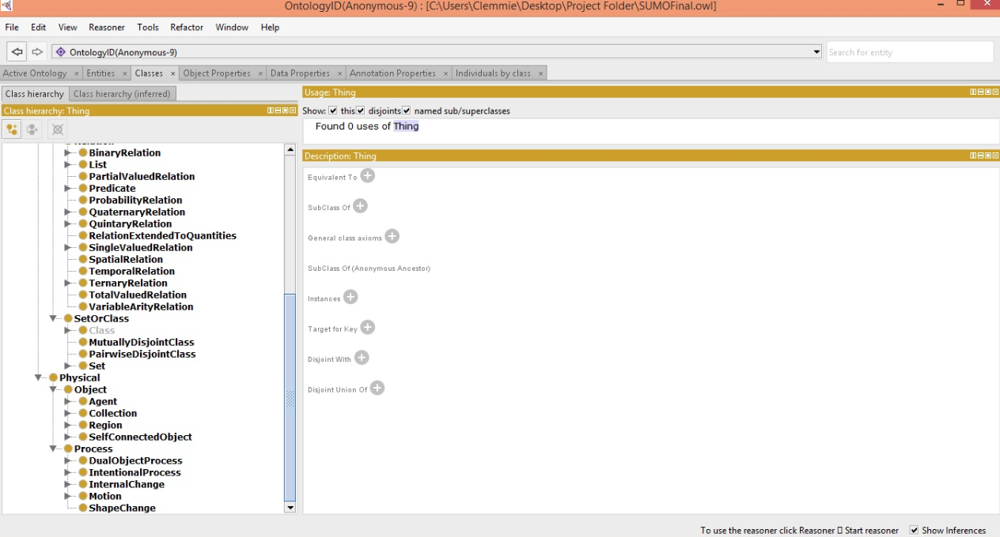 OntologyID(Anonymous-9) : [C:\Users\Clemmie\Desktop\Project Folder\SUMOFinal.owl]
File Edit View Reasoner Tools Refactor Window Help
OntologyID(Anonymous-9)
Search for entity
Active Ontology × Entities × Classes × Object Properties × Data Properties × Annotation Properties × Individuals by class ×
Class hierarchy Class hierarchy (inferred)
Class hierarchy: Thing
BinaryRelation
List
PartialValuedRelation
Predicate
ProbabilityRelation
QuaternaryRelation
QuintaryRelation
RelationExtendedToQuantities
SingleValuedRelation
SpatialRelation
TemporalRelation
TernaryRelation
TotalValuedRelation
VariableArityRelation
SetOrClass
Class
MutuallyDisjointClass
PairwiseDisjointClass
Set
Physical
Object
Agent
Collection
Region
SelfConnectedObject
Process
DualObjectProcess
IntentionalProcess
InternalChange
Motion
ShapeChange
Usage: Thing
Show: this disjoints named sub/superclasses
Found 0 uses of Thing
Description: Thing
Equivalent To
SubClass Of
General class axioms
SubClass Of (Anonymous Ancestor)
Instances
Target for Key
Disjoint With
Disjoint Union Of
To use the reasoner click Reasoner ▯ Start reasoner Show Inferences